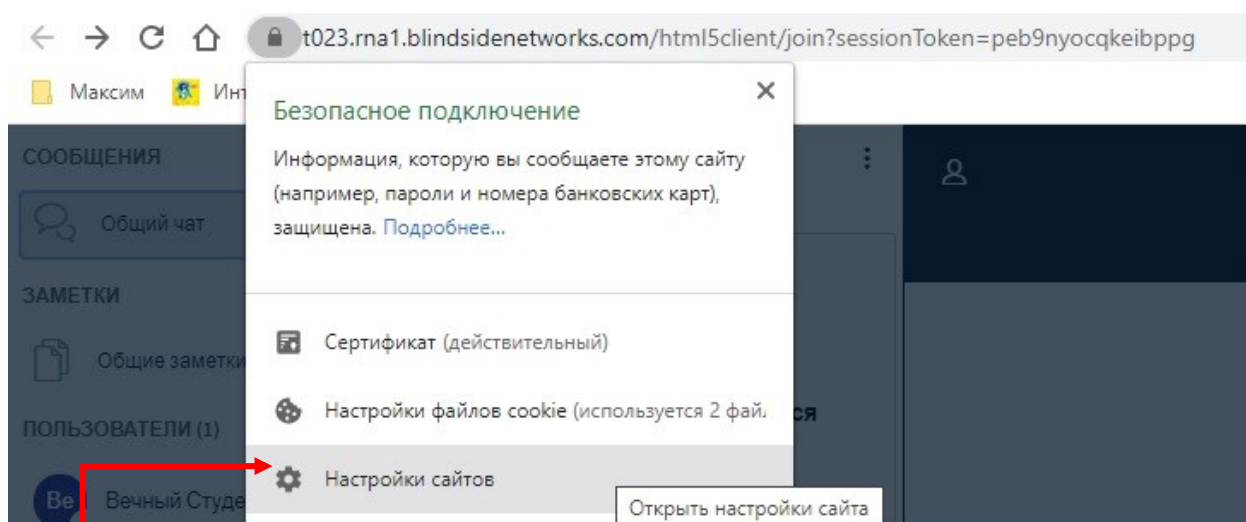 t023.rna1.blindsidenetworks.com/html5client/join?sessionToken=peb9nyocqkeibppg
Максим
Инт
Безопасное подключение
Информация, которую вы сообщаете этому сайту
(например, пароли и номера банковских карт),
защищена. Подробнее...
СООБЩЕНИЯ
Общий чат
ЗАМЕТКИ
Общие заметки
ПОЛЬЗОВАТЕЛИ (1)
Ве
Вечный Студе
Сертификат (действительный)
Настройки файлов cookie (используется 2 фай
ся
Настройки сайтов
Открыть настройки сайта